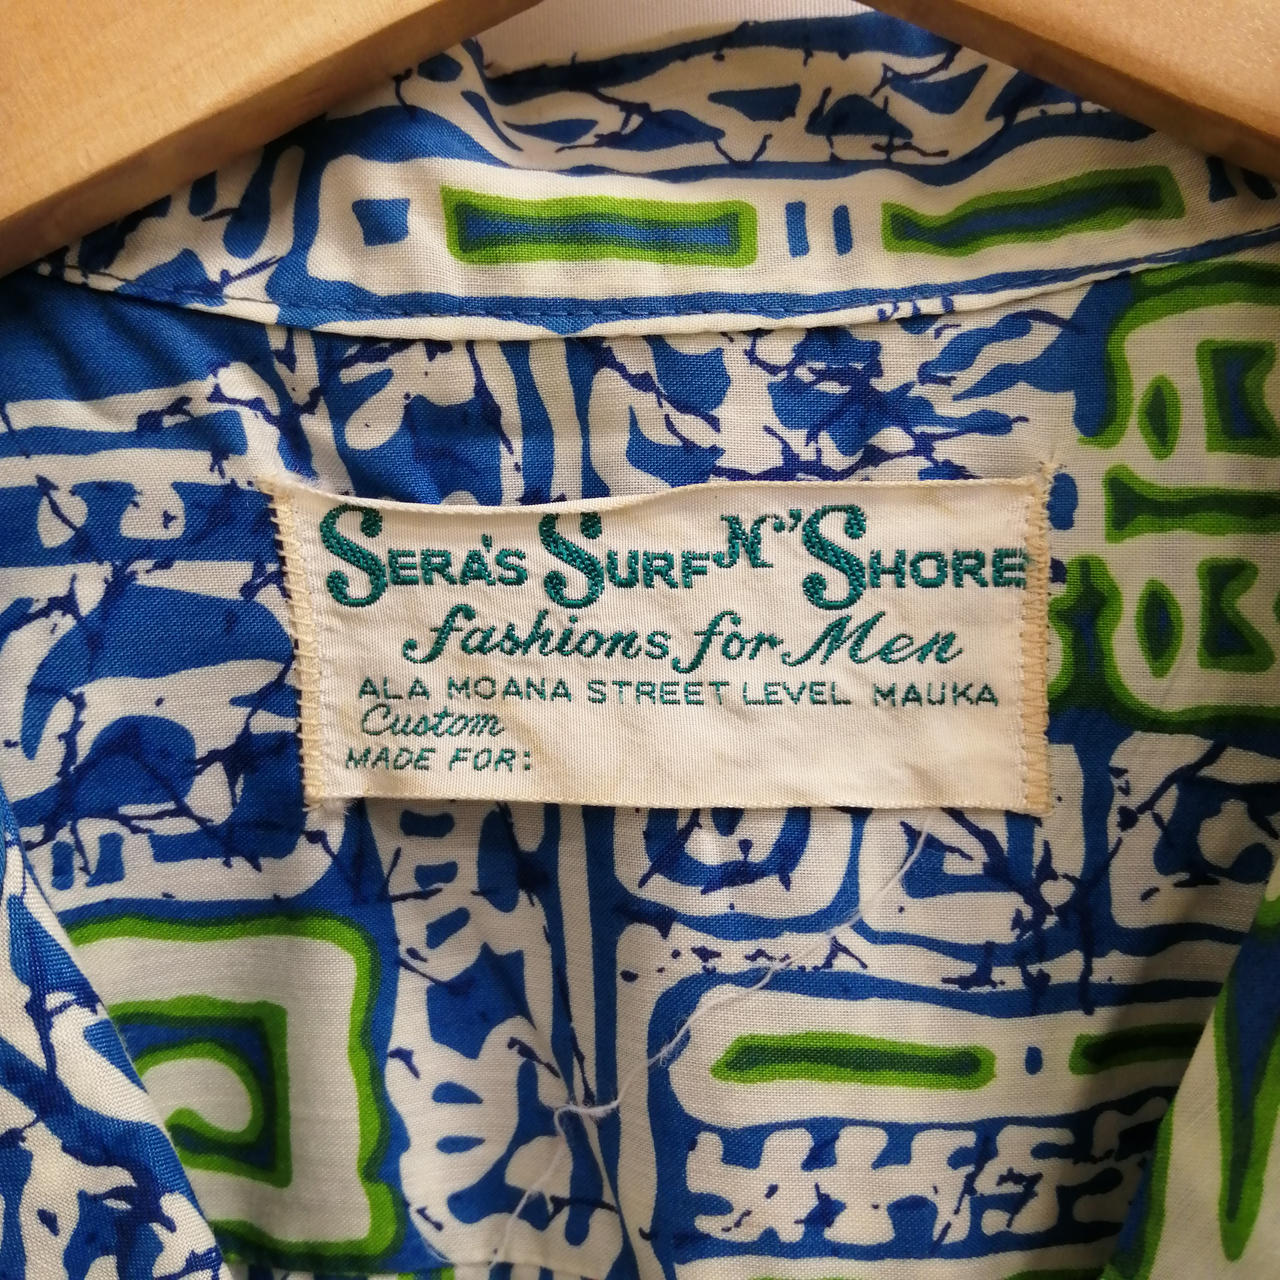 SERA'S SURF N' SHORE
fashions for Men
ALA MOANA STREET LEVEL MAUKA
Custom
MADE FOR: